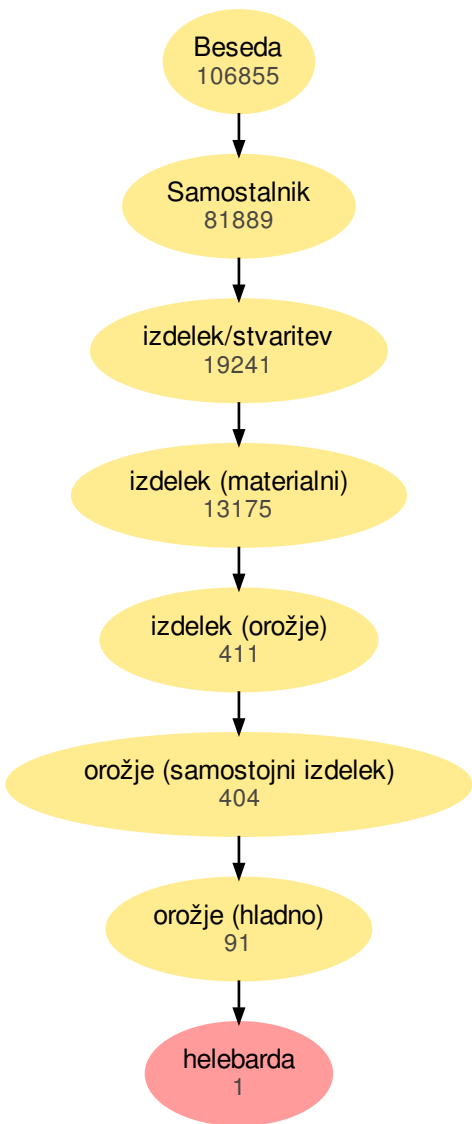 Beseda
106855
Samostalnik
81889
izdelek/stvaritev
19241
izdelek (materialni)
13175
izdelek (orožje)
411
orožje (samostojni izdelek)
404
orožje (hladno)
91
helebarda
1